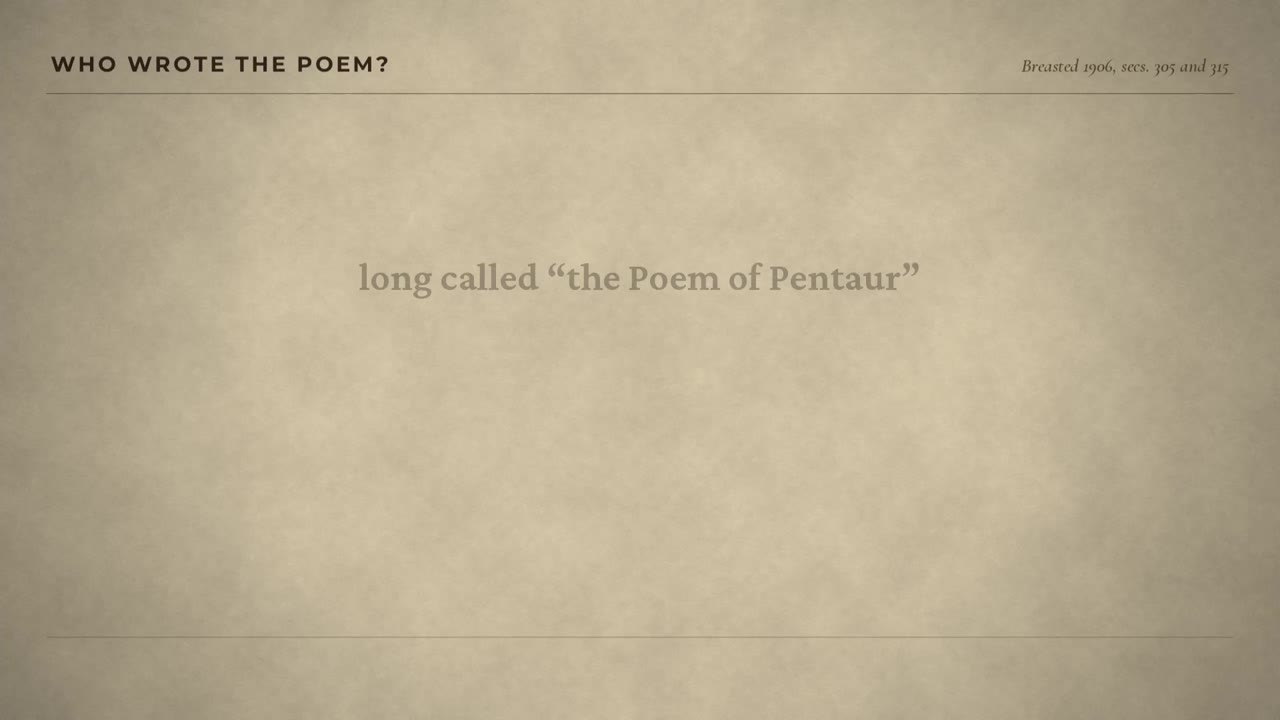 WHO WROTE THE POEM?
Breasted 1906, secs. 305 and 315
long called “the Poem of Pentaur”